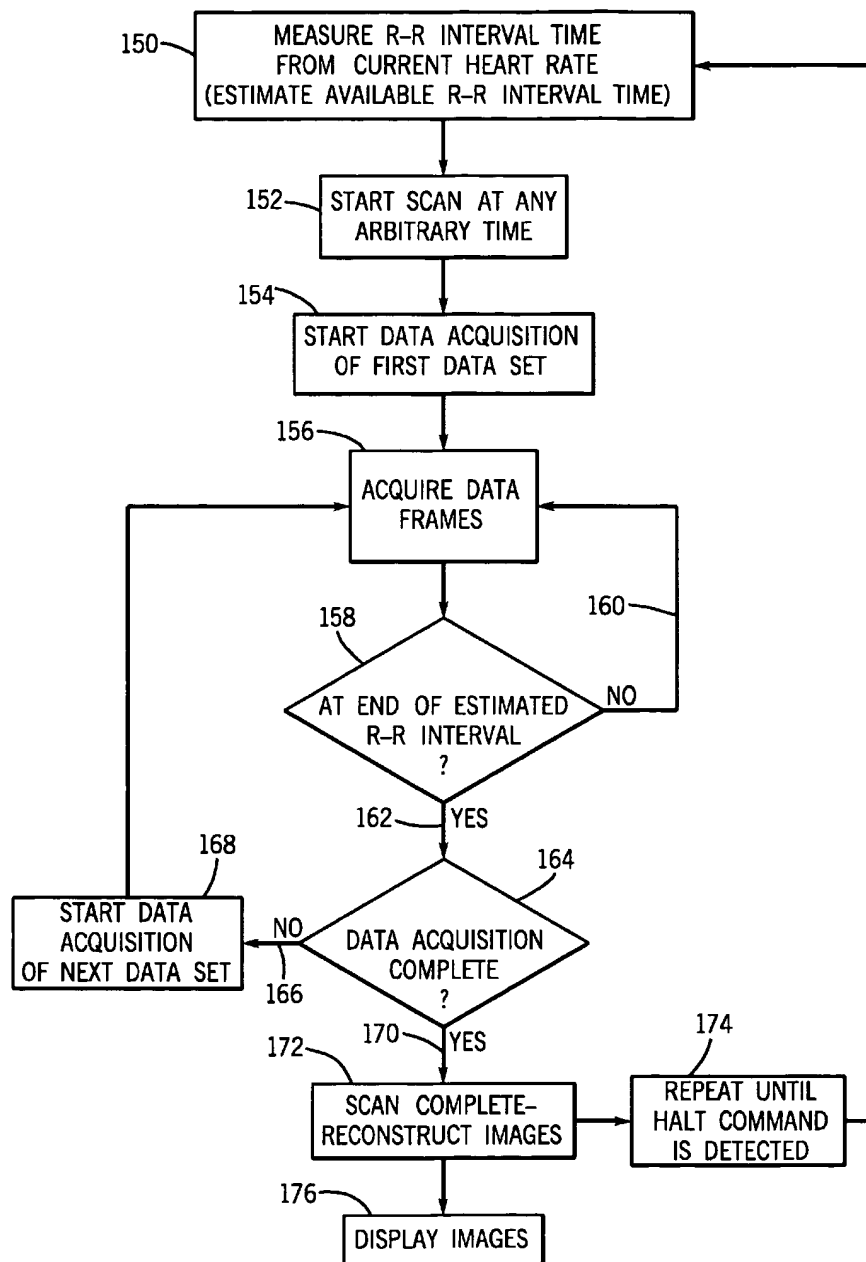 150
MEASURE R–R INTERVAL TIME
FROM CURRENT HEART RATE
(ESTIMATE AVAILABLE R–R INTERVAL TIME)
152
START SCAN AT ANY
ARBITRARY TIME
154
START DATA ACQUISITION
OF FIRST DATA SET
156
ACQUIRE DATA
FRAMES
160
158
AT END OF ESTIMATED
R–R INTERVAL
?
NO
162
YES
168
START DATA
ACQUISITION
OF NEXT DATA SET
164
NO
166
DATA ACQUISITION
COMPLETE
?
170
YES
172
SCAN COMPLETE–
RECONSTRUCT IMAGES
174
REPEAT UNTIL
HALT COMMAND
IS DETECTED
176
DISPLAY IMAGES